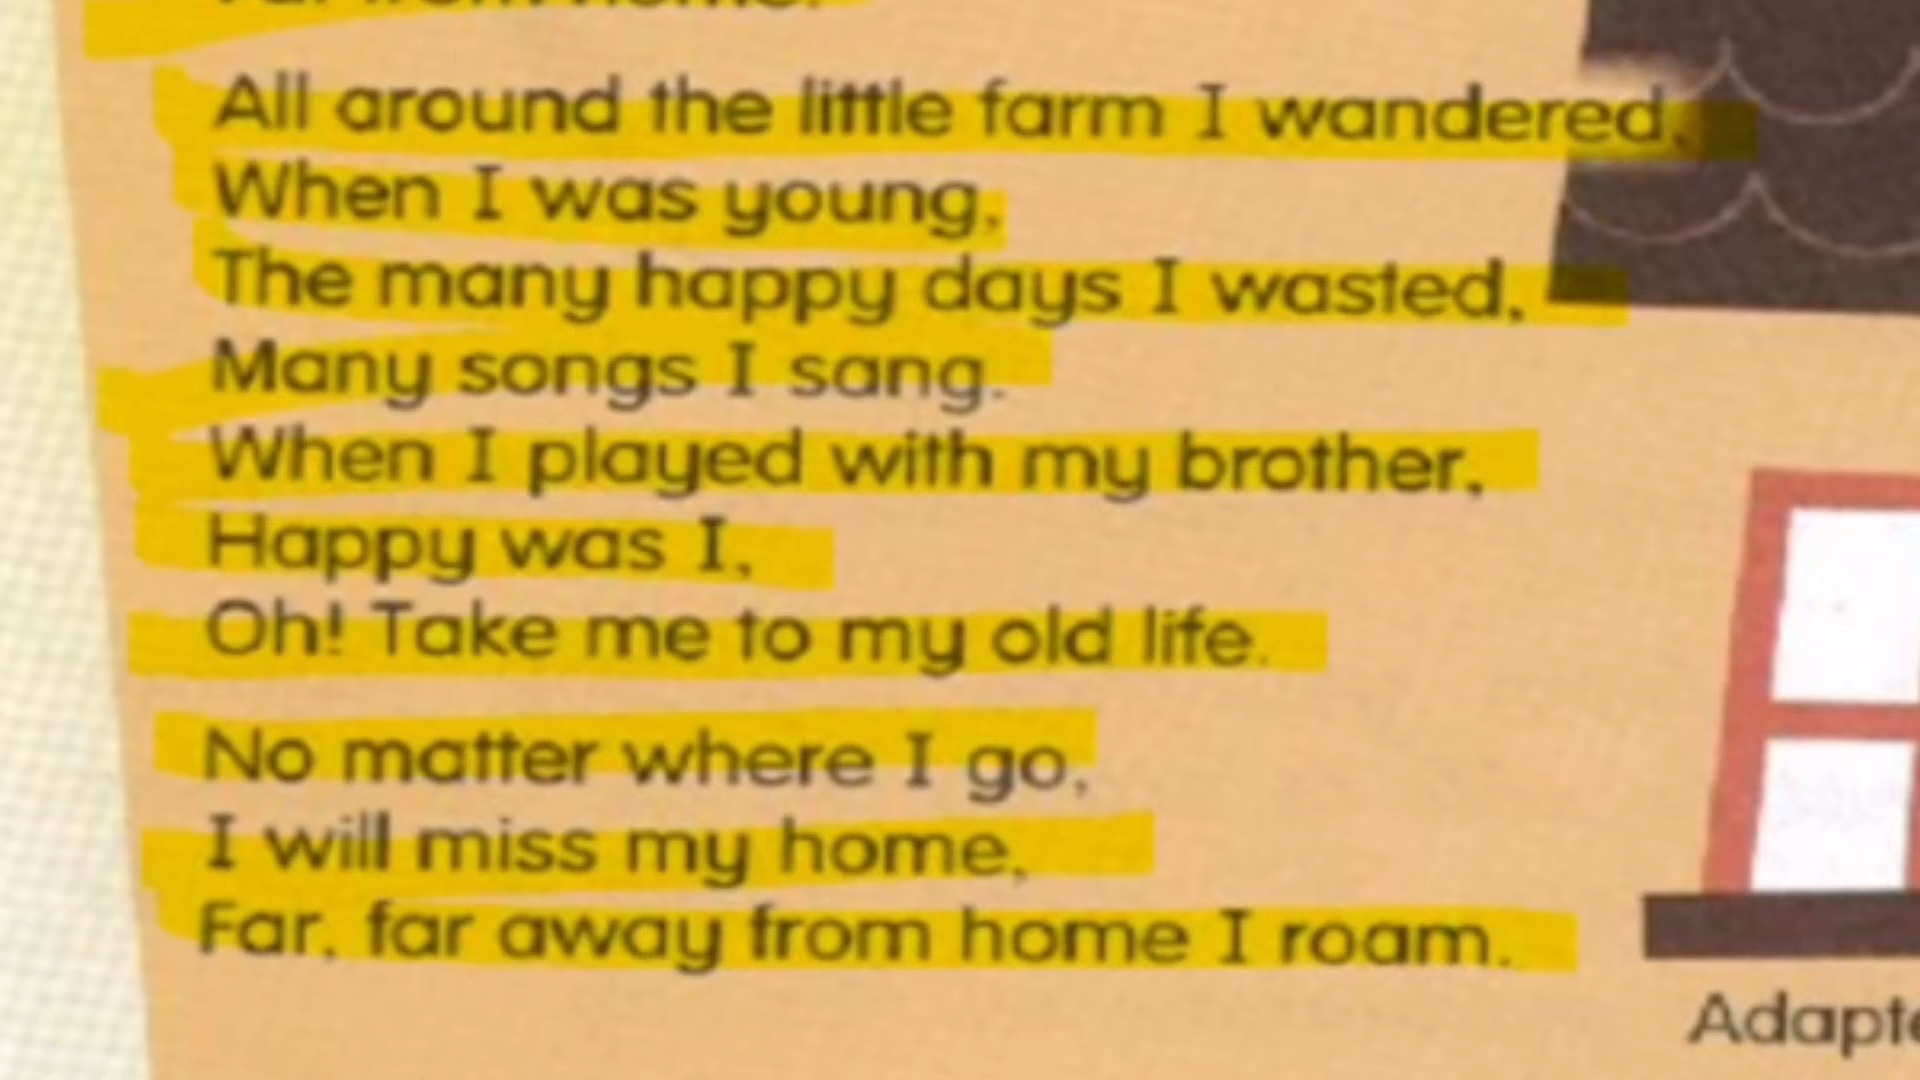 from home.
All around the little farm I wandered,
When I was young,
The many happy days I wasted,
Many songs I sang.
When I played with my brother,
Happy was I,
Oh! Take me to my old life.
No matter where I go,
I will miss my home,
Far, far away from home I roam.